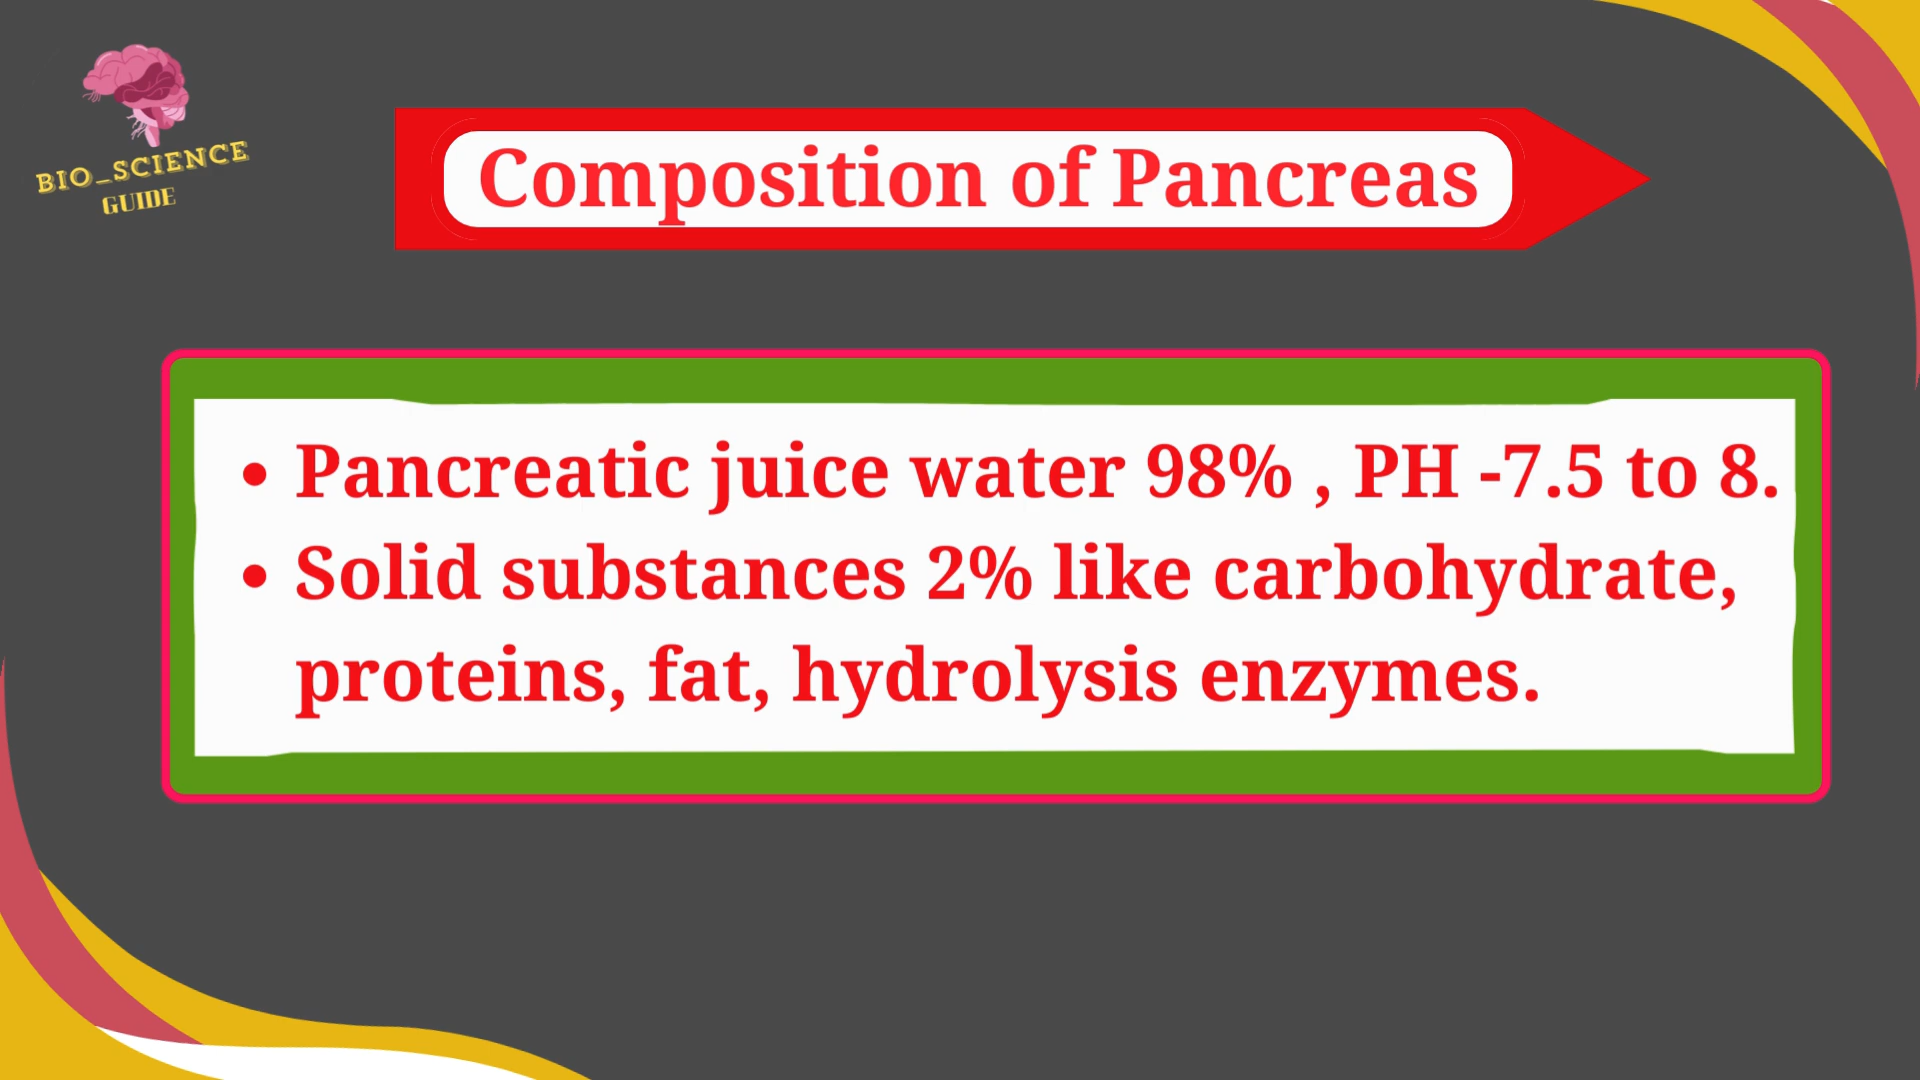 BIO_SCIENCE
GUIDE
Composition of Pancreas
• Pancreatic juice water 98% , PH -7.5 to 8.
• Solid substances 2% like carbohydrate,
proteins, fat, hydrolysis enzymes.